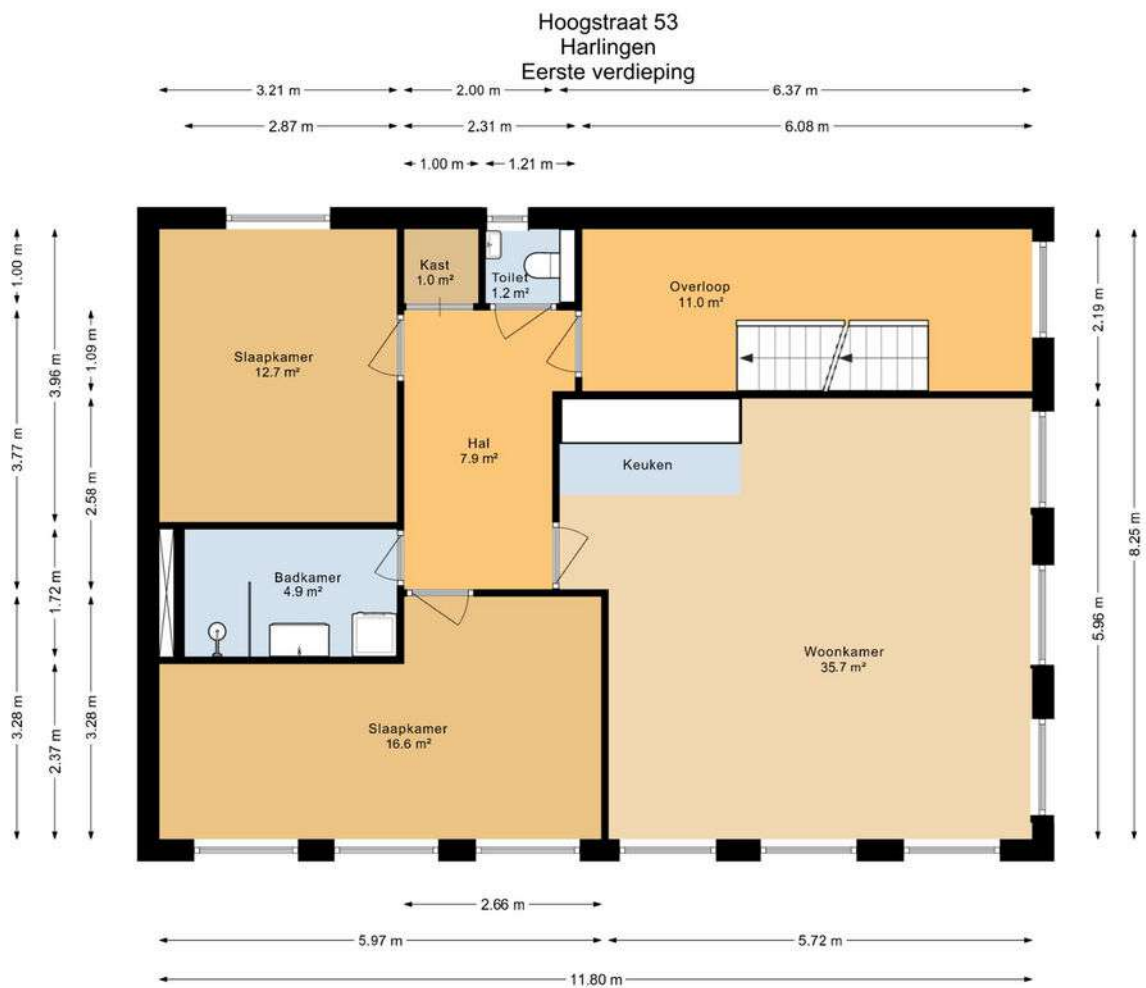 Hoogstraat 53
Harlingen
Eerste verdieping
3.21 m
2.00 m
6.37 m
2.87 m
2.31 m
6.08 m
1.00 m
1.21 m
Kast
1.0 m²
Toilet
1.2 m²
Overloop
11.0 m²
Slaapkamer
12.7 m²
Hal
7.9 m²
Keuken
Badkamer
4.9 m²
Woonkamer
35.7 m²
Slaapkamer
16.6 m²
1.00 m
3.77 m
3.28 m
3.96 m
1.72 m
2.37 m
1.09 m
2.58 m
3.28 m
2.19 m
5.96 m
8.25 m
2.66 m
5.97 m
5.72 m
11.80 m